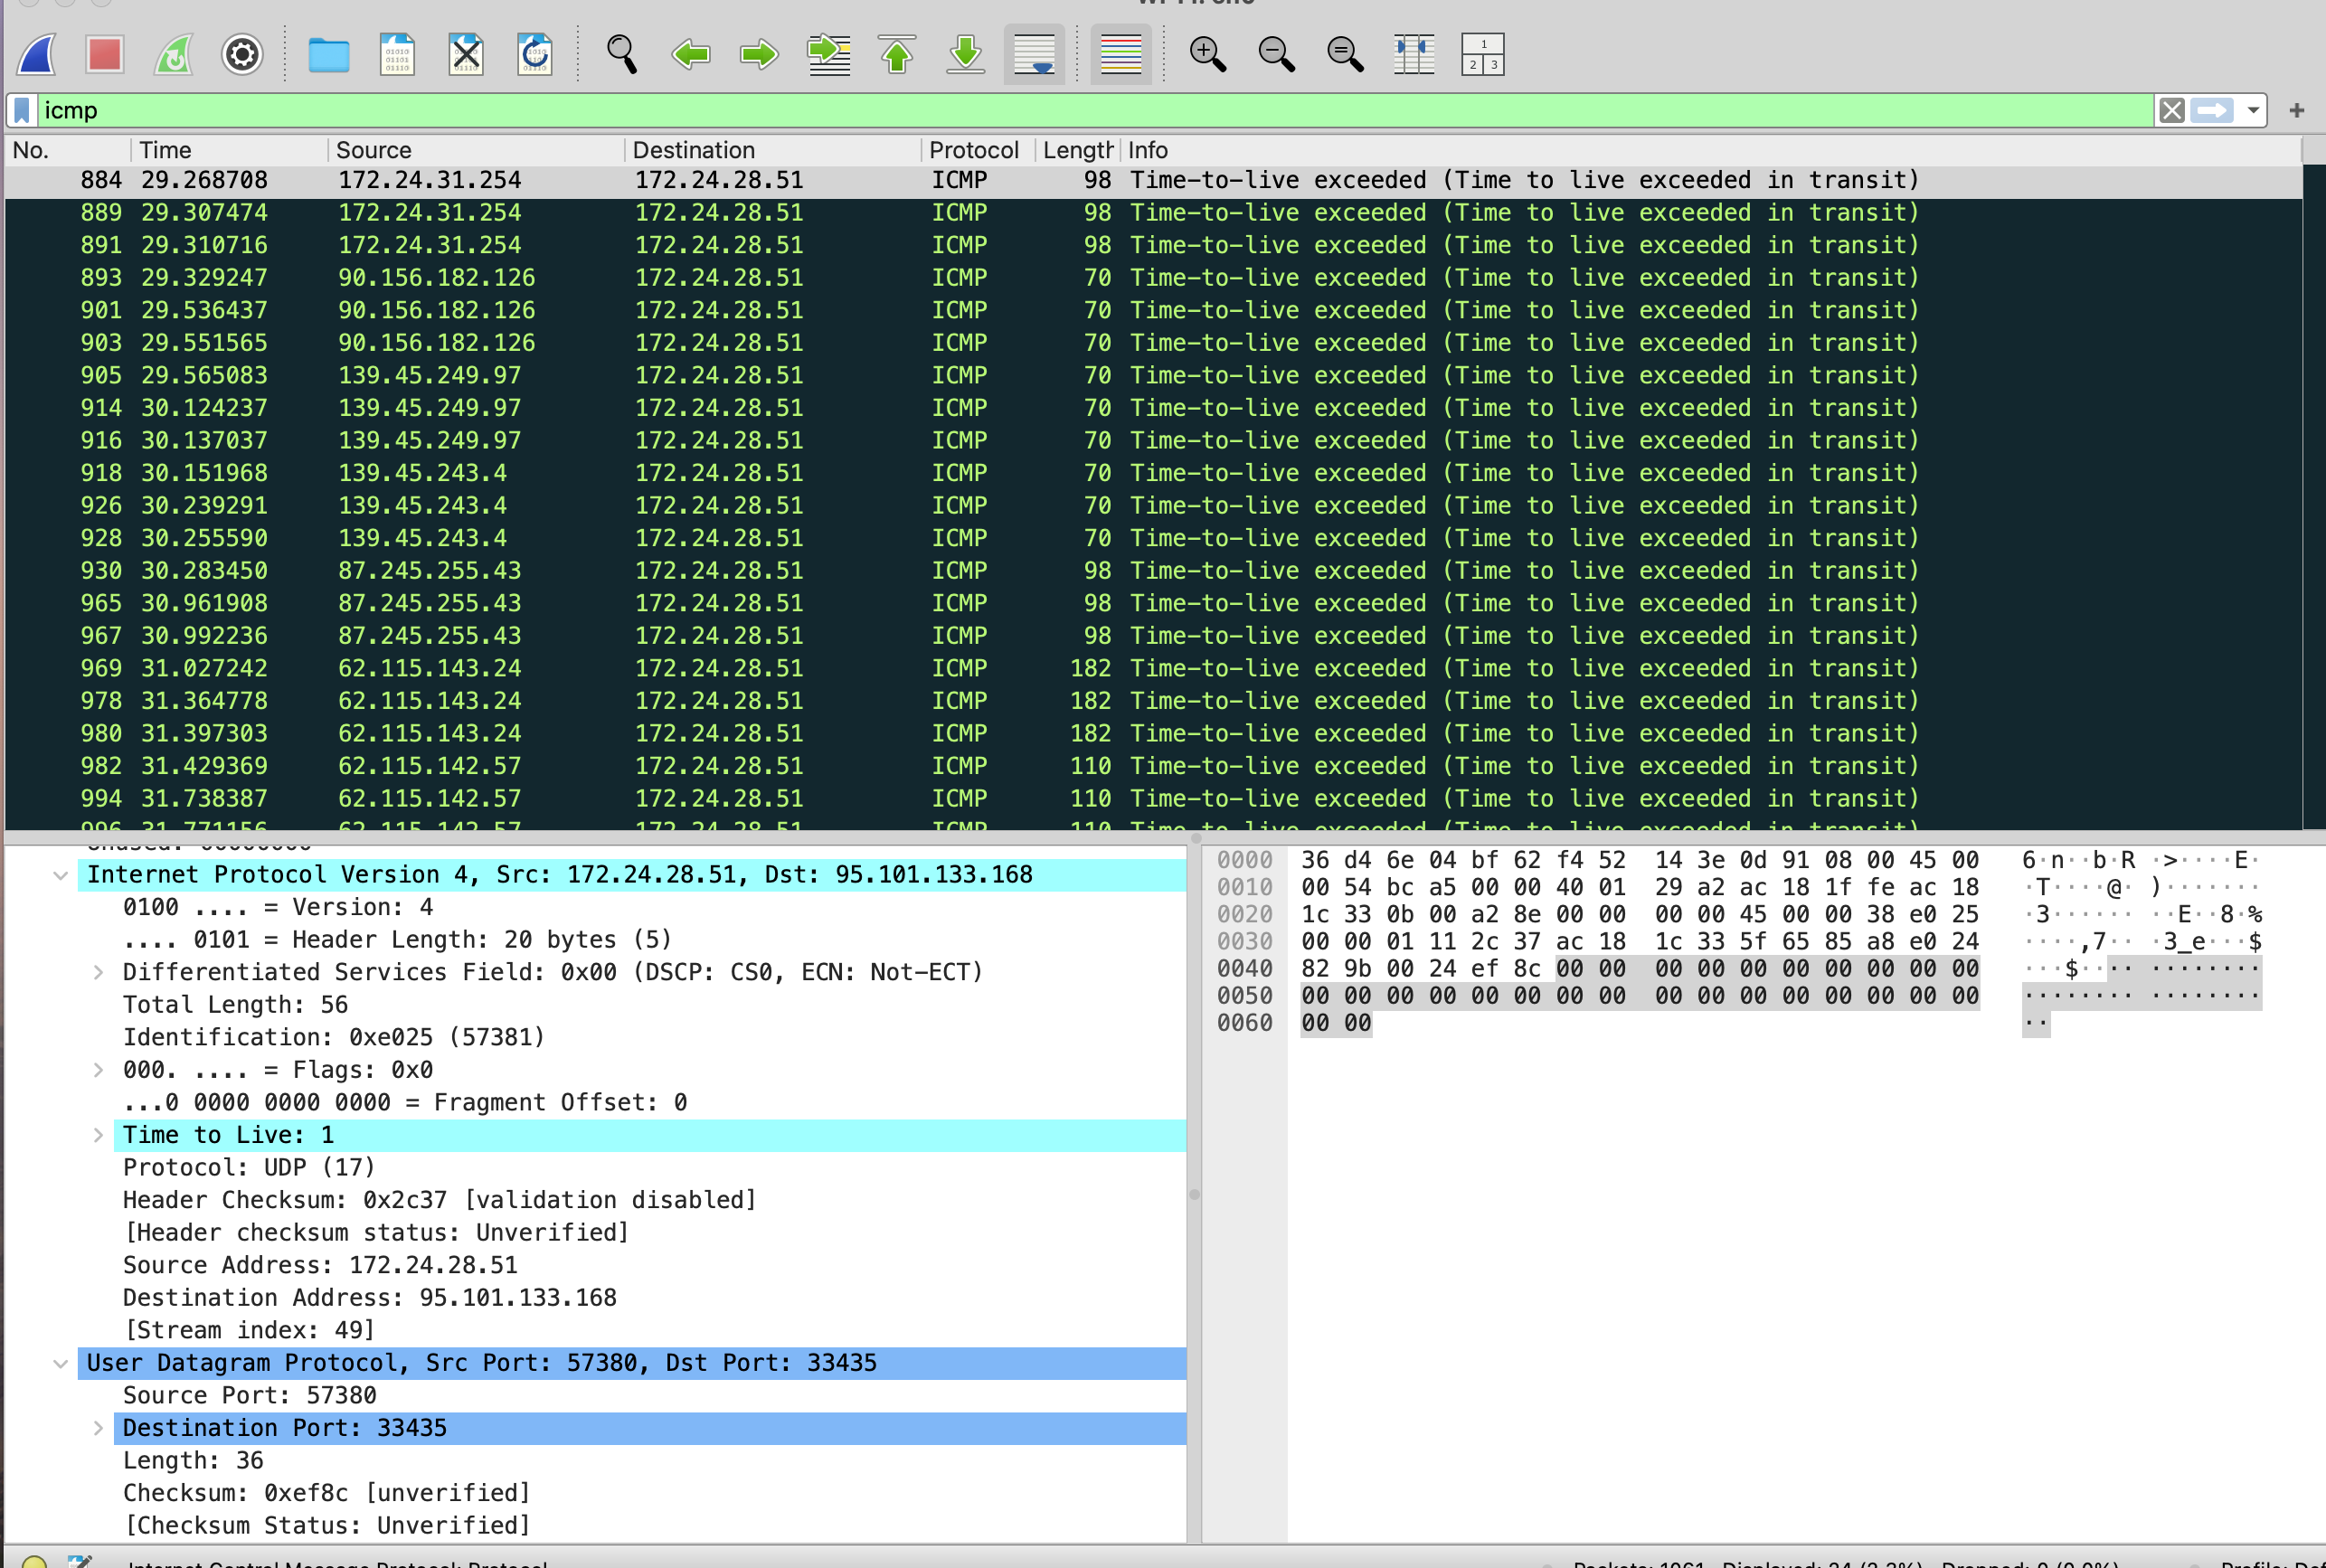 icmp
No. Time Source Destination Protocol Length Info
884 29.268708 172.24.31.254 172.24.28.51 ICMP 98 Time-to-live exceeded (Time to live exceeded in transit)
889 29.307474 172.24.31.254 172.24.28.51 ICMP 98 Time-to-live exceeded (Time to live exceeded in transit)
891 29.310716 172.24.31.254 172.24.28.51 ICMP 98 Time-to-live exceeded (Time to live exceeded in transit)
893 29.329247 90.156.182.126 172.24.28.51 ICMP 70 Time-to-live exceeded (Time to live exceeded in transit)
901 29.536437 90.156.182.126 172.24.28.51 ICMP 70 Time-to-live exceeded (Time to live exceeded in transit)
903 29.551565 90.156.182.126 172.24.28.51 ICMP 70 Time-to-live exceeded (Time to live exceeded in transit)
905 29.565083 139.45.249.97 172.24.28.51 ICMP 70 Time-to-live exceeded (Time to live exceeded in transit)
914 30.124237 139.45.249.97 172.24.28.51 ICMP 70 Time-to-live exceeded (Time to live exceeded in transit)
916 30.137037 139.45.249.97 172.24.28.51 ICMP 70 Time-to-live exceeded (Time to live exceeded in transit)
918 30.151968 139.45.243.4 172.24.28.51 ICMP 70 Time-to-live exceeded (Time to live exceeded in transit)
926 30.239291 139.45.243.4 172.24.28.51 ICMP 70 Time-to-live exceeded (Time to live exceeded in transit)
928 30.255590 139.45.243.4 172.24.28.51 ICMP 70 Time-to-live exceeded (Time to live exceeded in transit)
930 30.283450 87.245.255.43 172.24.28.51 ICMP 98 Time-to-live exceeded (Time to live exceeded in transit)
965 30.961908 87.245.255.43 172.24.28.51 ICMP 98 Time-to-live exceeded (Time to live exceeded in transit)
967 30.992236 87.245.255.43 172.24.28.51 ICMP 98 Time-to-live exceeded (Time to live exceeded in transit)
969 31.027242 62.115.143.24 172.24.28.51 ICMP 182 Time-to-live exceeded (Time to live exceeded in transit)
978 31.364778 62.115.143.24 172.24.28.51 ICMP 182 Time-to-live exceeded (Time to live exceeded in transit)
980 31.397303 62.115.143.24 172.24.28.51 ICMP 182 Time-to-live exceeded (Time to live exceeded in transit)
982 31.429369 62.115.142.57 172.24.28.51 ICMP 110 Time-to-live exceeded (Time to live exceeded in transit)
994 31.738387 62.115.142.57 172.24.28.51 ICMP 110 Time-to-live exceeded (Time to live exceeded in transit)
996 31.771156 62.115.142.57 172.24.28.51 ICMP 110 Time-to-live exceeded (Time to live exceeded in transit)
Internet Protocol Version 4, Src: 172.24.28.51, Dst: 95.101.133.168
0100 .... = Version: 4
.... 0101 = Header Length: 20 bytes (5)
Differentiated Services Field: 0x00 (DSCP: CS0, ECN: Not-ECT)
Total Length: 56
Identification: 0xe025 (57381)
000. .... = Flags: 0x0
...0 0000 0000 0000 = Fragment Offset: 0
Time to Live: 1
Protocol: UDP (17)
Header Checksum: 0x2c37 [validation disabled]
[Header checksum status: Unverified]
Source Address: 172.24.28.51
Destination Address: 95.101.133.168
[Stream index: 49]
User Datagram Protocol, Src Port: 57380, Dst Port: 33435
Source Port: 57380
Destination Port: 33435
Length: 36
Checksum: 0xef8c [unverified]
[Checksum Status: Unverified]
0000 36 d4 6e 04 bf 62 f4 52 14 3e 0d 91 08 00 45 00 6·n··b·R ·>····E·
0010 00 54 bc a5 00 00 40 01 29 a2 ac 18 1f fe ac 18 ·T····@· )·······
0020 1c 33 0b 00 a2 8e 00 00 00 00 45 00 00 38 e0 25 ·3······ ··E··8·%
0030 00 00 01 11 2c 37 ac 18 1c 33 5f 65 85 a8 e0 24 ····,7·· ·3_e···$
0040 82 9b 00 24 ef 8c 00 00 00 00 00 00 00 00 00 00 ···$···· ········
0050 00 00 00 00 00 00 00 00 00 00 00 00 00 00 00 00 ········ ········
0060 00 00 ··